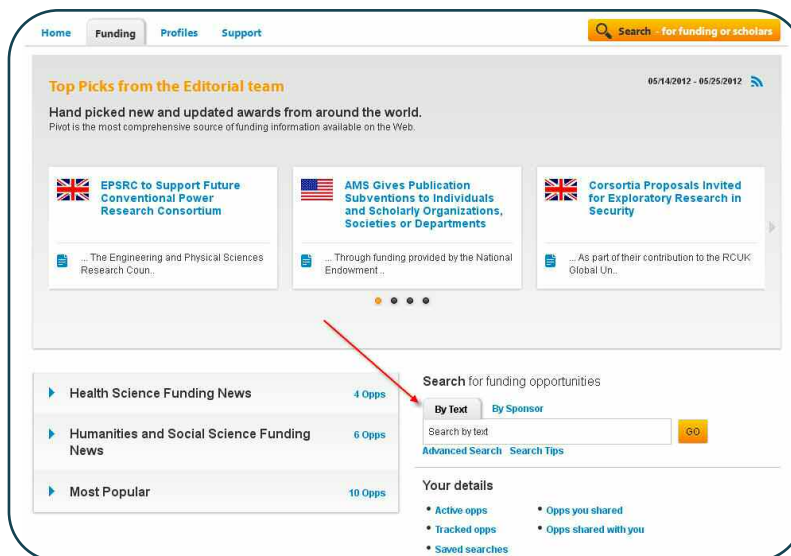 Home Funding Profiles Support
Search - for funding or scholars
Top Picks from the Editorial team
05/14/2012 - 05/25/2012
Hand picked new and updated awards from around the world.
Pivot is the most comprehensive source of funding information available on the Web.
EPSRC to Support Future
Conventional Power
Research Consortium
... The Engineering and Physical Sciences
Research Coun..
AMS Gives Publication
Subventions to Individuals
and Scholarly Organizations,
Societies or Departments
... Through funding provided by the National
Endowment ..
Corsortia Proposals Invited
for Exploratory Research in
Security
... As part of their contribution to the RCUK
Global Un..
Health Science Funding News 4 Opps
Humanities and Social Science Funding
News
6 Opps
Most Popular 10 Opps
Search for funding opportunities
By Text By Sponsor
Search by text GO
Advanced Search Search Tips
Your details
• Active opps
• Tracked opps
• Saved searches
• Opps you shared
• Opps shared with you